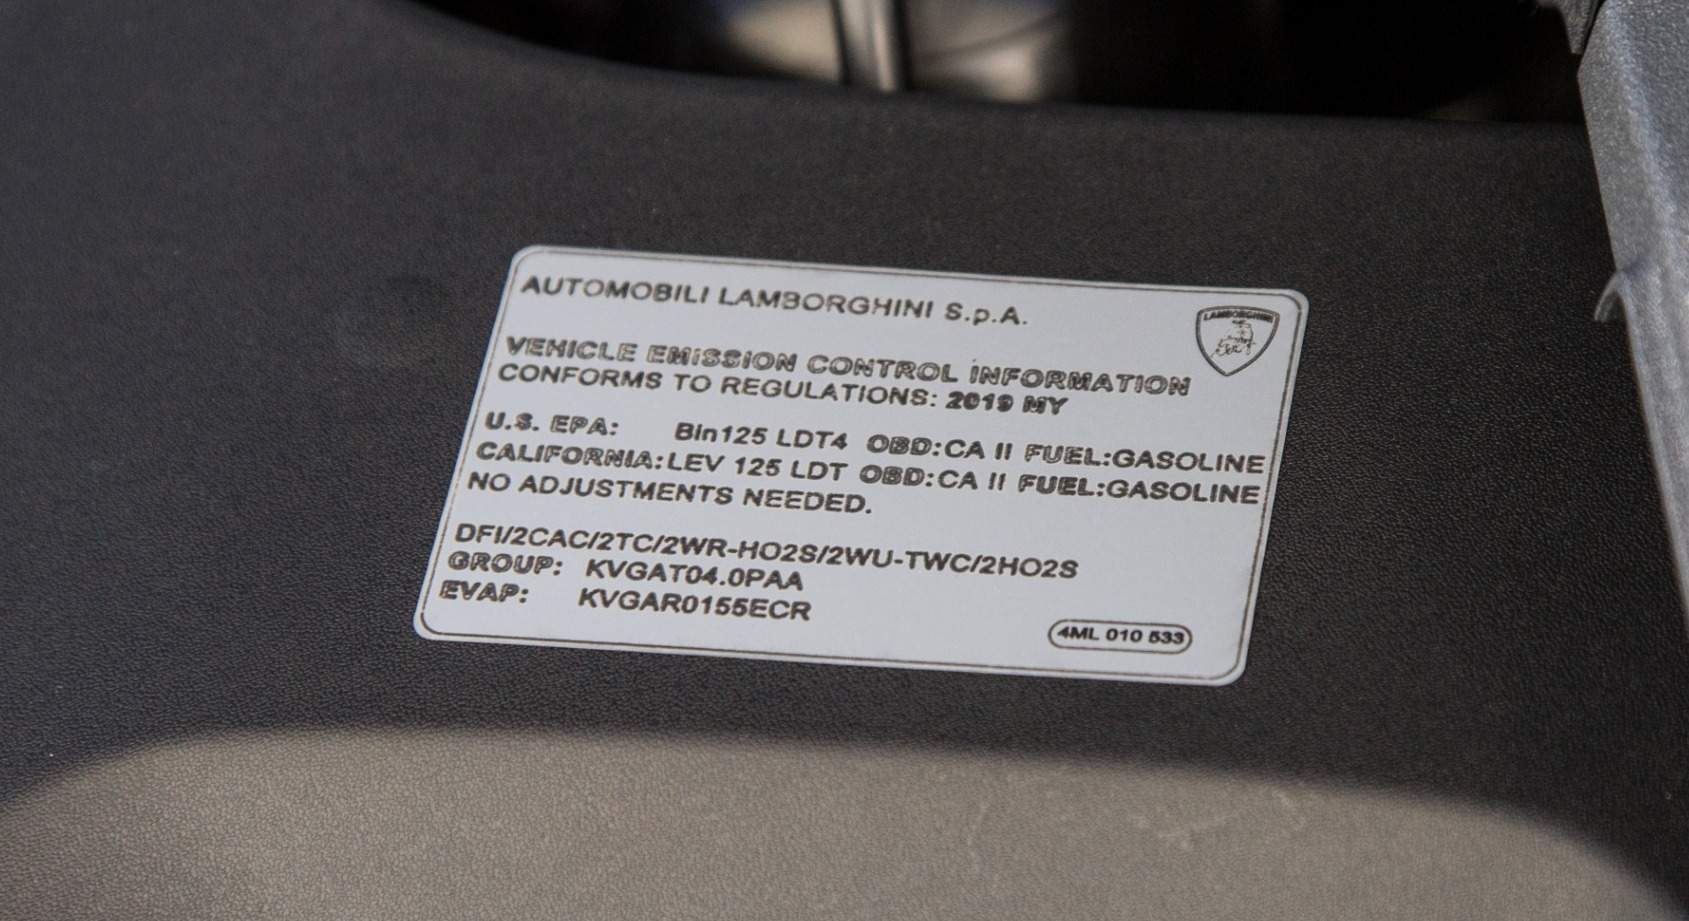 AUTOMOBILI LAMBORGHINI S.p.A.
LAMBORGHINI
VEHICLE EMISSION CONTROL INFORMATION
CONFORMS TO REGULATIONS: 2019 MY
U.S. EPA: Bin125 LDT4 OBD:CA II FUEL:GASOLINE
CALIFORNIA: LEV 125 LDT OBD:CA II FUEL:GASOLINE
NO ADJUSTMENTS NEEDED.
DFI/2CAC/2TC/2WR-HO2S/2WU-TWC/2HO2S
GROUP: KVGAT04.0PAA
EVAP: KVGAR0155ECR
4ML 010 533